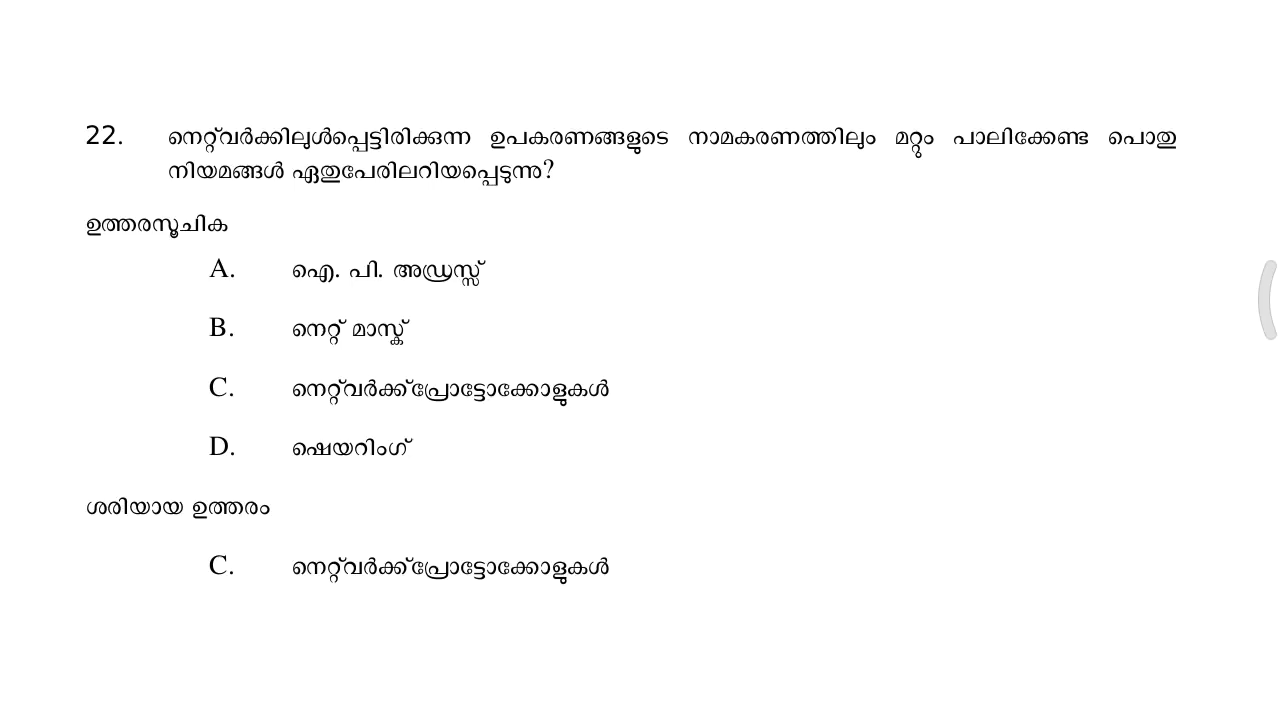 22. നെറ്റ്‌വർക്കിലുൾപ്പെട്ടിരിക്കുന്ന ഉപകരണങ്ങളുടെ നാമകരണത്തിലും മറ്റും പാലിക്കേണ്ട പൊതു
നിയമങ്ങൾ ഏതുപേരിലറിയപ്പെടുന്നു?
ഉത്തരസൂചിക
A. ഐ. പി. അഡ്രസ്സ്
B. നെറ്റ് മാസ്ക്
C. നെറ്റ്‌വർക്ക് പ്രോട്ടോക്കോളുകൾ
D. ഷെയറിംഗ്
ശരിയായ ഉത്തരം
C. നെറ്റ്‌വർക്ക് പ്രോട്ടോക്കോളുകൾ